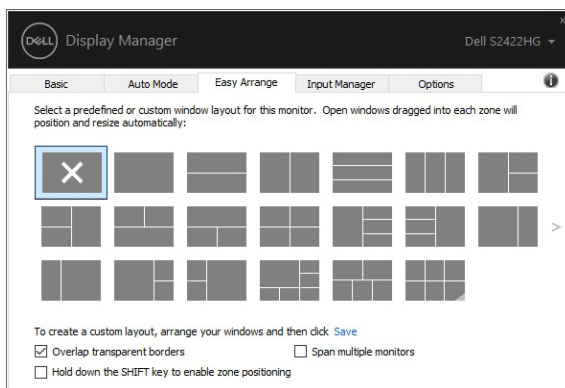 DELL Display Manager
Dell S2422HG
Basic Auto Mode Easy Arrange Input Manager Options
Select a predefined or custom window layout for this monitor. Open windows dragged into each zone will
position and resize automatically:
To create a custom layout, arrange your windows and then click Save
Overlap transparent borders
Span multiple monitors
Hold down the SHIFT key to enable zone positioning